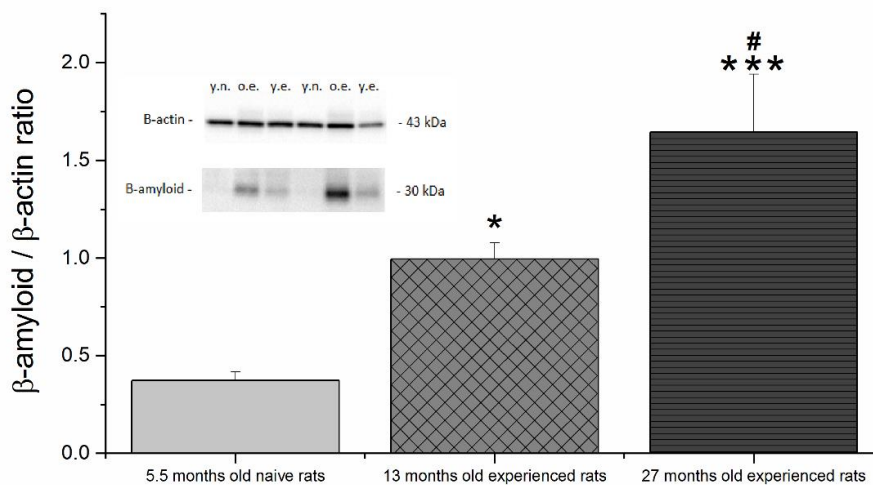 β-amyloid / β-actin ratio
2.0
1.5
1.0
0.5
0.0
y.n. o.e. y.e. y.n. o.e. y.e.
B-actin - - 43 kDa
B-amyloid - - 30 kDa
*
#
***
5.5 months old naive rats 13 months old experienced rats 27 months old experienced rats